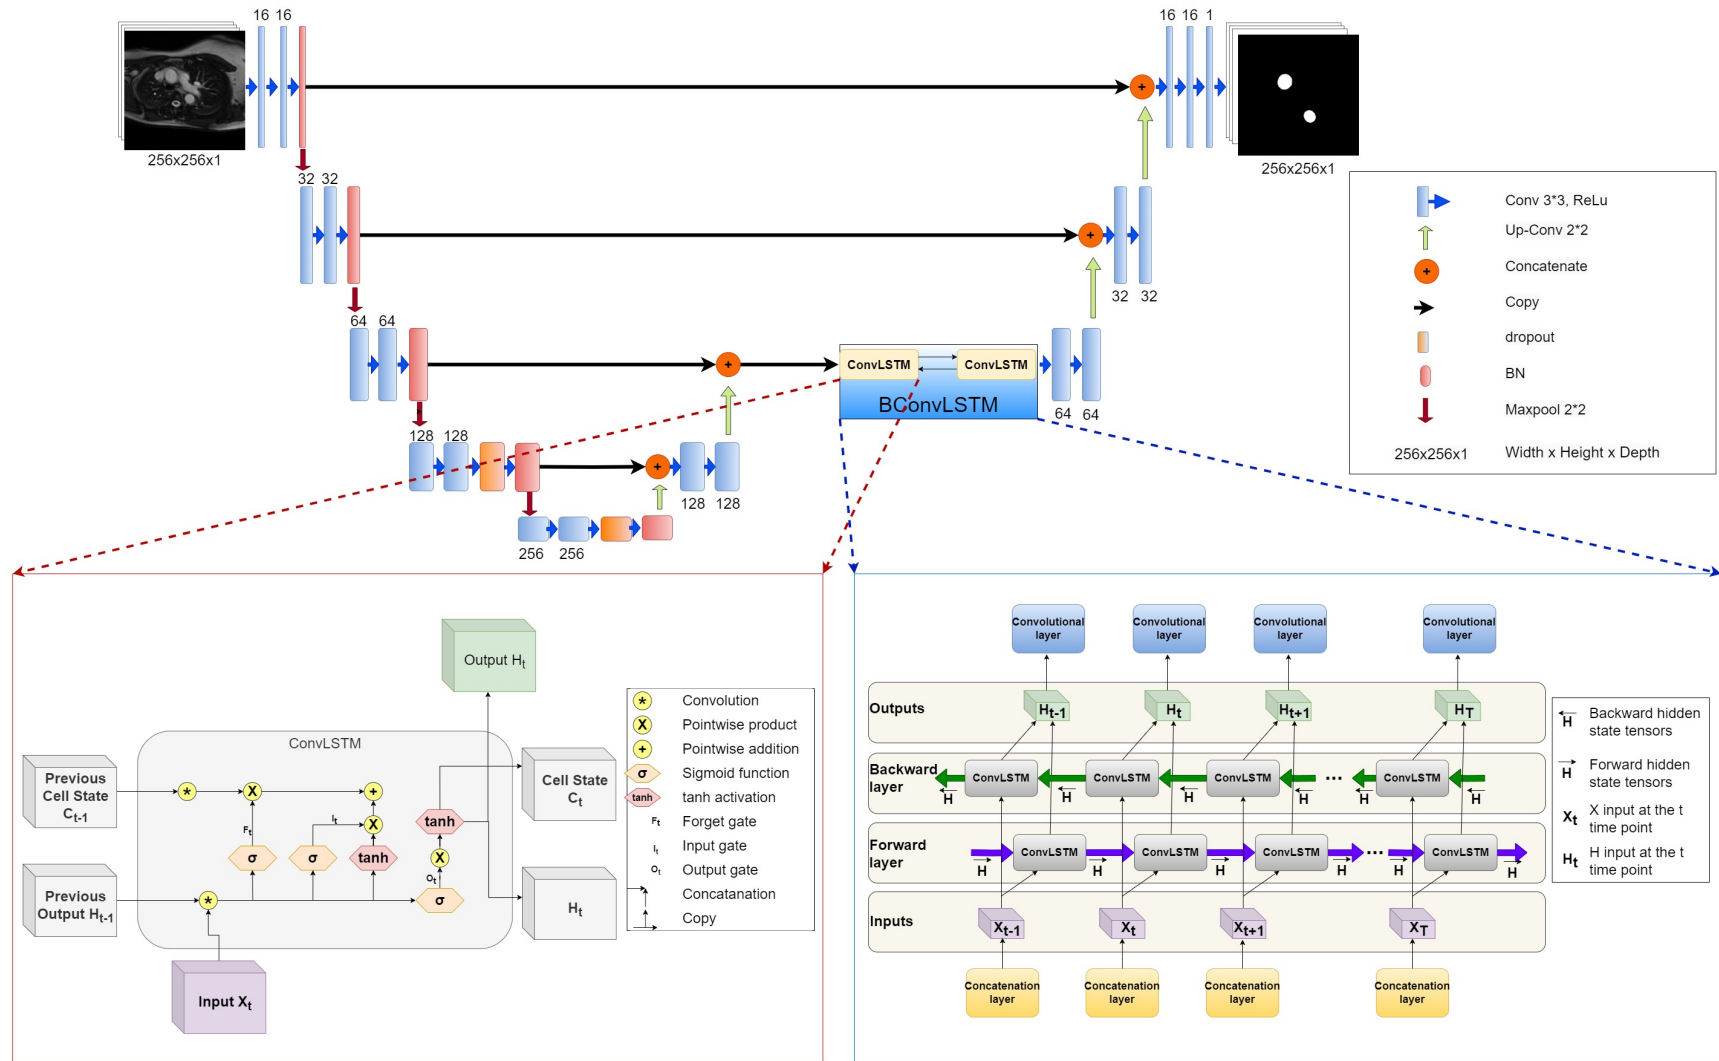 16 16
16 16 1
+
256x256x1
256x256x1
32 32
+
32 32
Conv 3*3, ReLu
Up-Conv 2*2
+ Concatenate
Copy
dropout
BN
Maxpool 2*2
256x256x1 Width x Height x Depth
64 64
+
ConvLSTM ConvLSTM
BConvLSTM
64 64
128 128
+
128 128
256 256
Output Ht
ConvLSTM
Previous
Cell State
Ct-1
* X +
Ft
It
X
σ σ tanh
tanh
X
Ot
σ
Previous
Output Ht-1
*
Input Xt
Cell State
Ct
Ht
* Convolution
X Pointwise product
+ Pointwise addition
σ Sigmoid function
tanh tanh activation
Ft Forget gate
It Input gate
Ot Output gate
Concatanation
Copy
Convolutional
layer
Convolutional
layer
Convolutional
layer
Convolutional
layer
Outputs
Ht-1 Ht Ht+1 HT
Backward
layer
ConvLSTM ConvLSTM ConvLSTM ... ConvLSTM
H H H H H
Forward
layer
ConvLSTM ConvLSTM ConvLSTM ... ConvLSTM
H H H H H H
Inputs
Xt-1 Xt Xt+1 XT
Concatenation
layer
Concatenation
layer
Concatenation
layer
Concatenation
layer
H Backward hidden
state tensors
H Forward hidden
state tensors
Xt X input at the t
time point
Ht H input at the t
time point